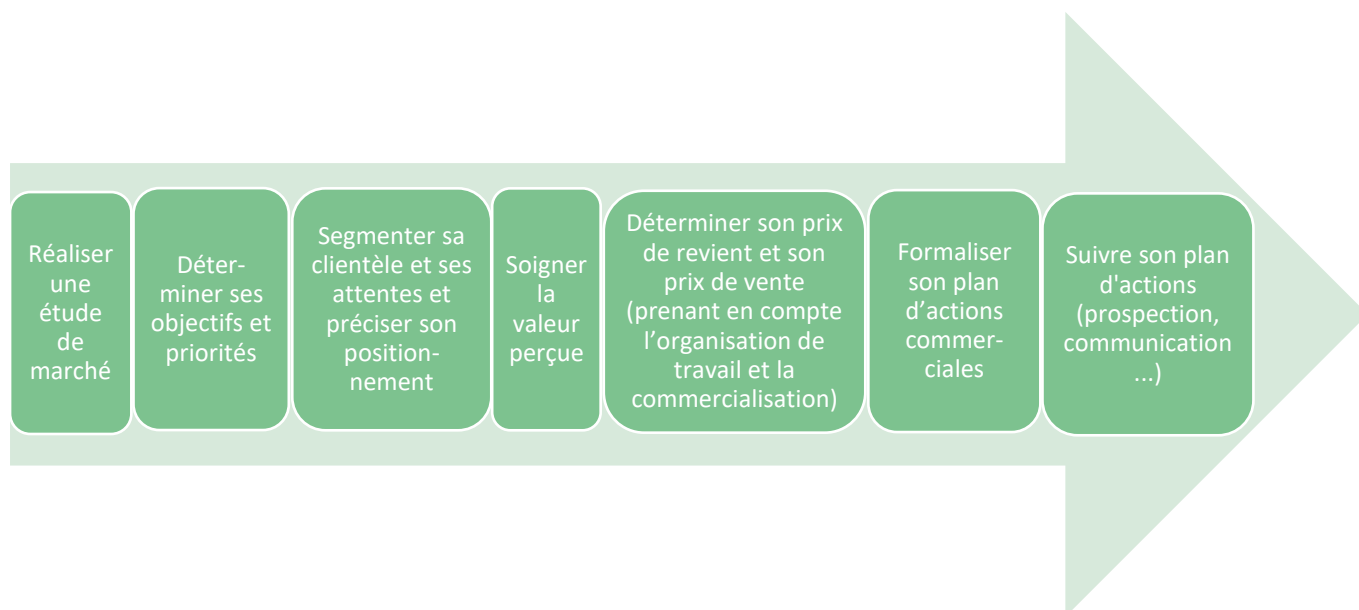 Réaliser
une
étude
de
marché
Déter-
miner ses
objectifs et
priorités
Segmenter sa
clientèle et ses
attentes et
préciser son
position-
nement
Soigner
la
valeur
perçue
Déterminer son prix
de revient et son
prix de vente
(prenant en compte
l’organisation de
travail et la
commercialisation)
Formaliser
son plan
d’actions
commer-
ciales
Suivre son plan
d'actions
(prospection,
communication
...)